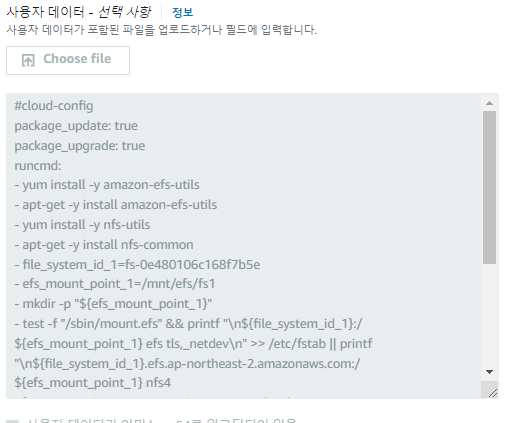 사용자 데이터 - 선택 사항 정보
사용자 데이터가 포함된 파일을 업로드하거나 필드에 입력합니다.
Choose file
#cloud-config
package_update: true
package_upgrade: true
runcmd:
- yum install -y amazon-efs-utils
- apt-get -y install amazon-efs-utils
- yum install -y nfs-utils
- apt-get -y install nfs-common
- file_system_id_1=fs-0e480106c168f7b5e
- efs_mount_point_1=/mnt/efs/fs1
- mkdir -p "${efs_mount_point_1}"
- test -f "/sbin/mount.efs" && printf "\n${file_system_id_1}:/
${efs_mount_point_1} efs tls,_netdev\n" >> /etc/fstab || printf
"\n${file_system_id_1}.efs.ap-northeast-2.amazonaws.com:/
${efs_mount_point_1} nfs4